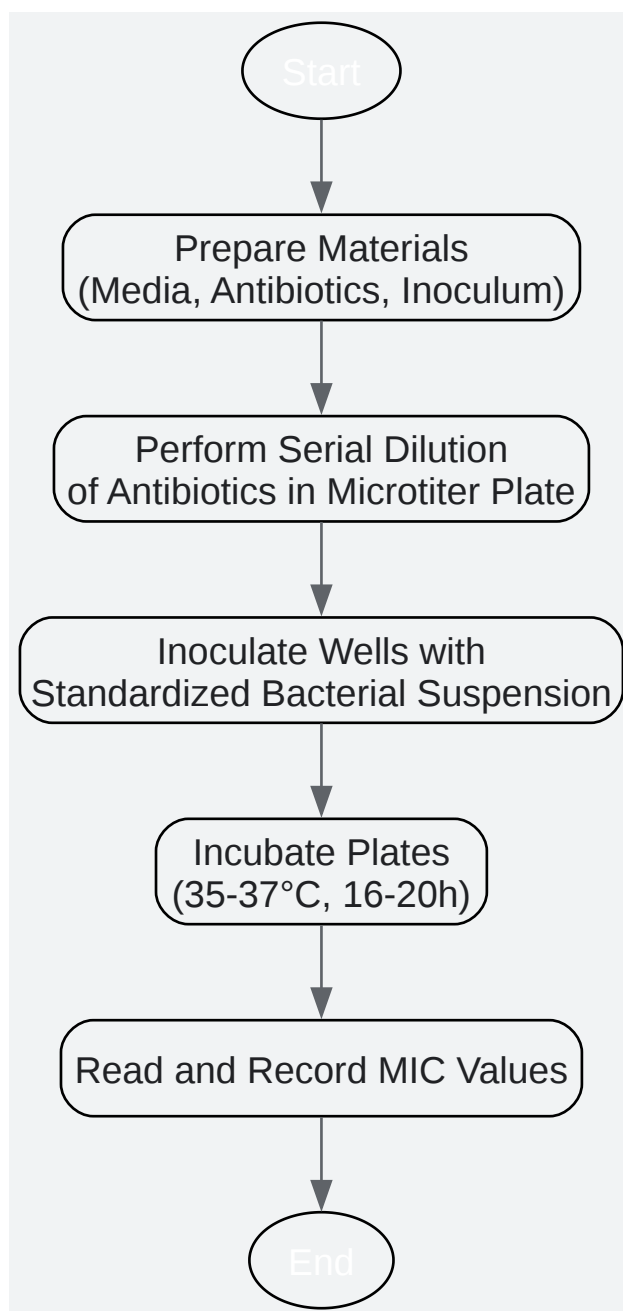 Start
Prepare Materials
(Media, Antibiotics, Inoculum)
Perform Serial Dilution
of Antibiotics in Microtiter Plate
Inoculate Wells with
Standardized Bacterial Suspension
Incubate Plates
(35-37°C, 16-20h)
Read and Record MIC Values
End